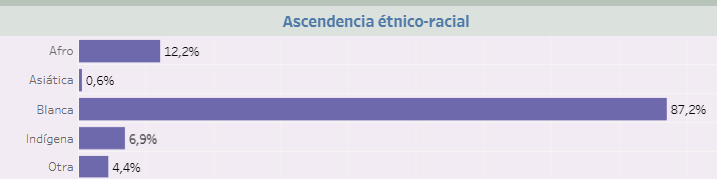 Ascendencia étnico-racial
Afro 12,2%
Asiática 0,6%
Blanca 87,2%
Indígena 6,9%
Otra 4,4%